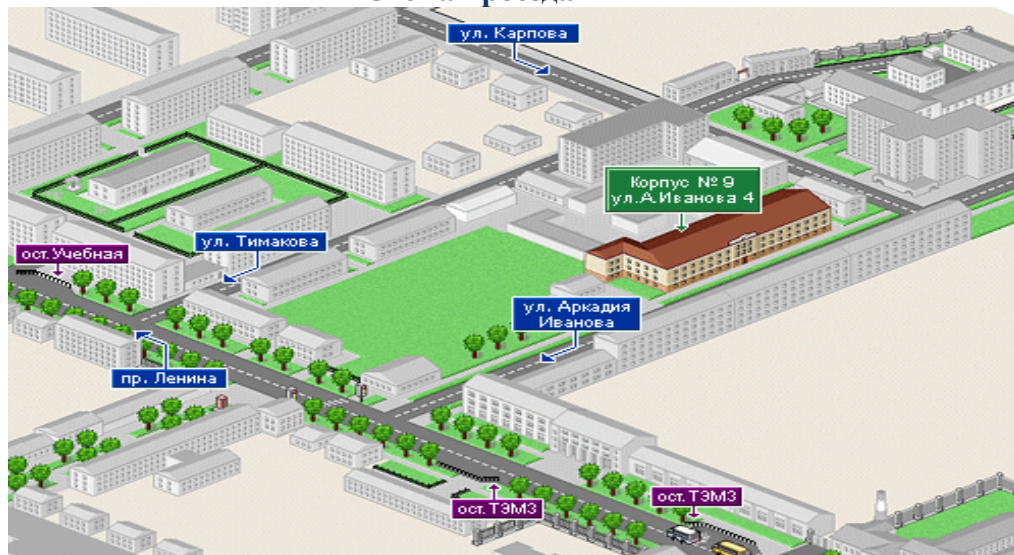 ул. Карпова
Корпус № 9
ул.А.Иванова 4
ул. Тимакова
ост.Учебная
ул. Аркадия
Иванова
пр. Ленина
ост.ТЭМЗ
ост.ТЭМЗ